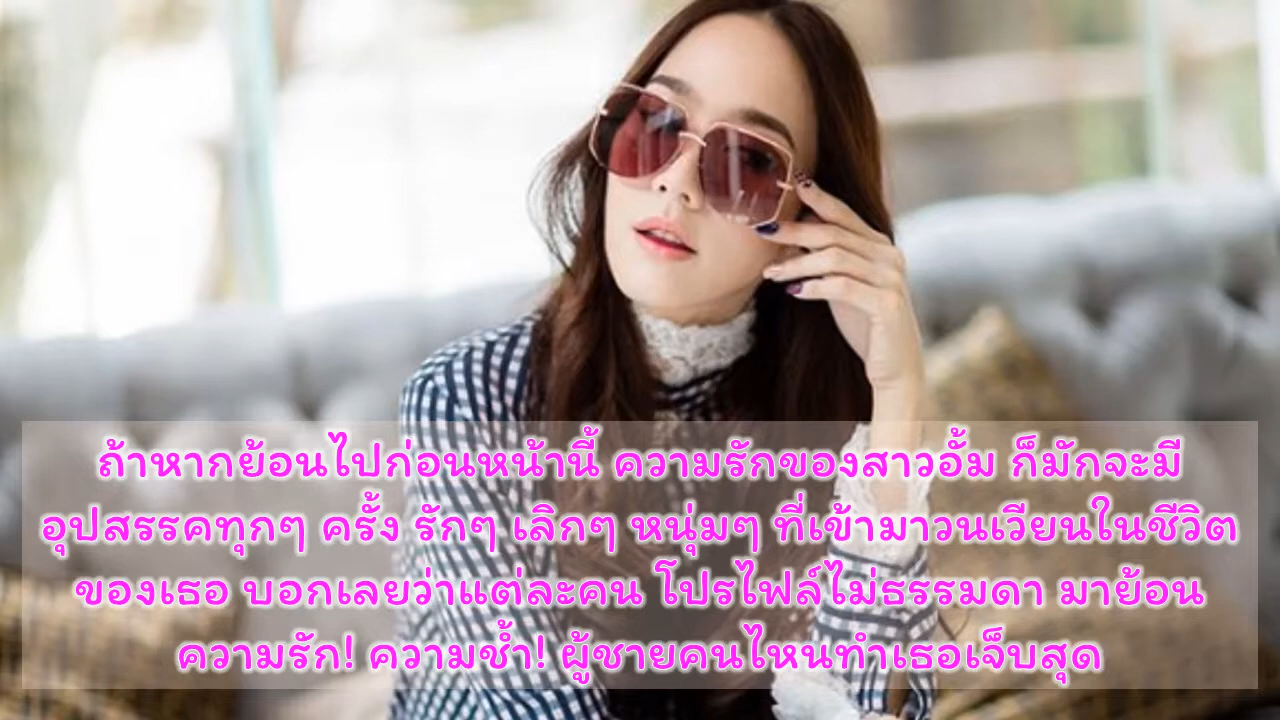 ถ้าหากย้อนไปก่อนหน้านี้ ความรักของสาวอั้ม ก็มักจะมี
อุปสรรคทุกๆ ครั้ง รักๆ เลิกๆ หนุ่มๆ ที่เข้ามาวนเวียนในชีวิต
ของเธอ บอกเลยว่าแต่ละคน โปรไฟล์ไม่ธรรมดา มาย้อน
ความรัก! ความช้ำ! ผู้ชายคนไหนทำเธอเจ็บสุด